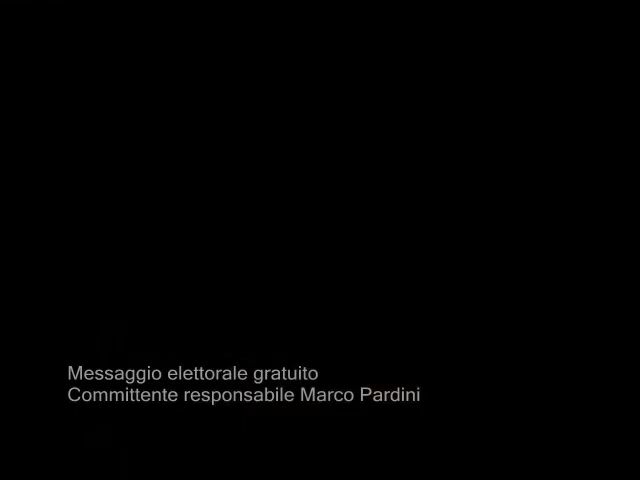 Messaggio elettorale gratuito
Committente responsabile Marco Pardini